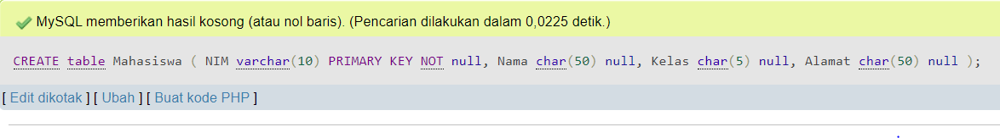 MySQL memberikan hasil kosong (atau nol baris). (Pencarian dilakukan dalam 0,0225 detik.)
CREATE table Mahasiswa ( NIM varchar(10) PRIMARY KEY NOT null, Nama char(50) null, Kelas char(5) null, Alamat char(50) null );
[ Edit dikotak ] [ Ubah ] [ Buat kode PHP ]